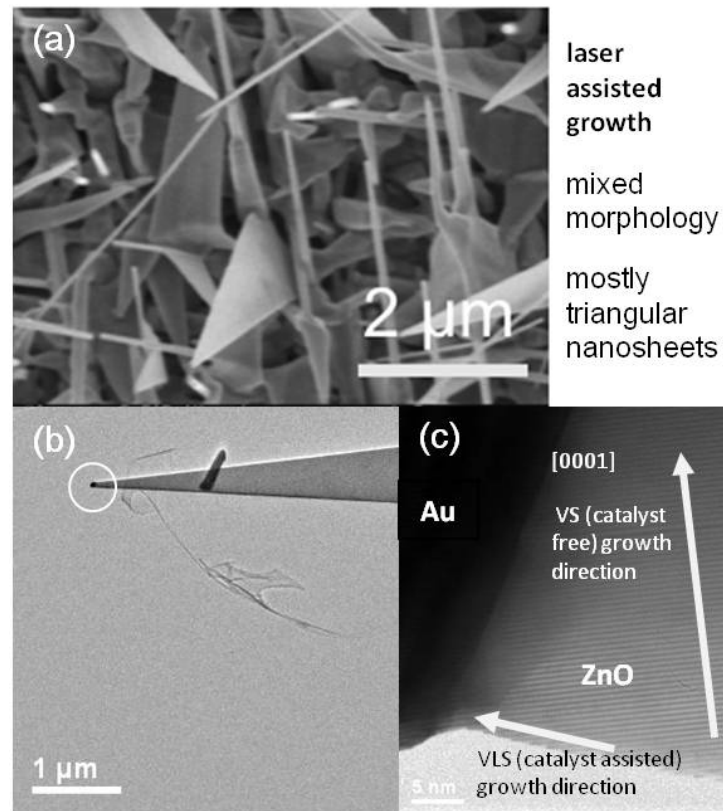 (a)
2 μm
laser
assisted
growth
mixed
morphology
mostly
triangular
nanosheets
(b)
1 μm
(c)
[0001]
Au
VS (catalyst
free) growth
direction
ZnO
VLS (catalyst assisted)
growth direction
5 nm